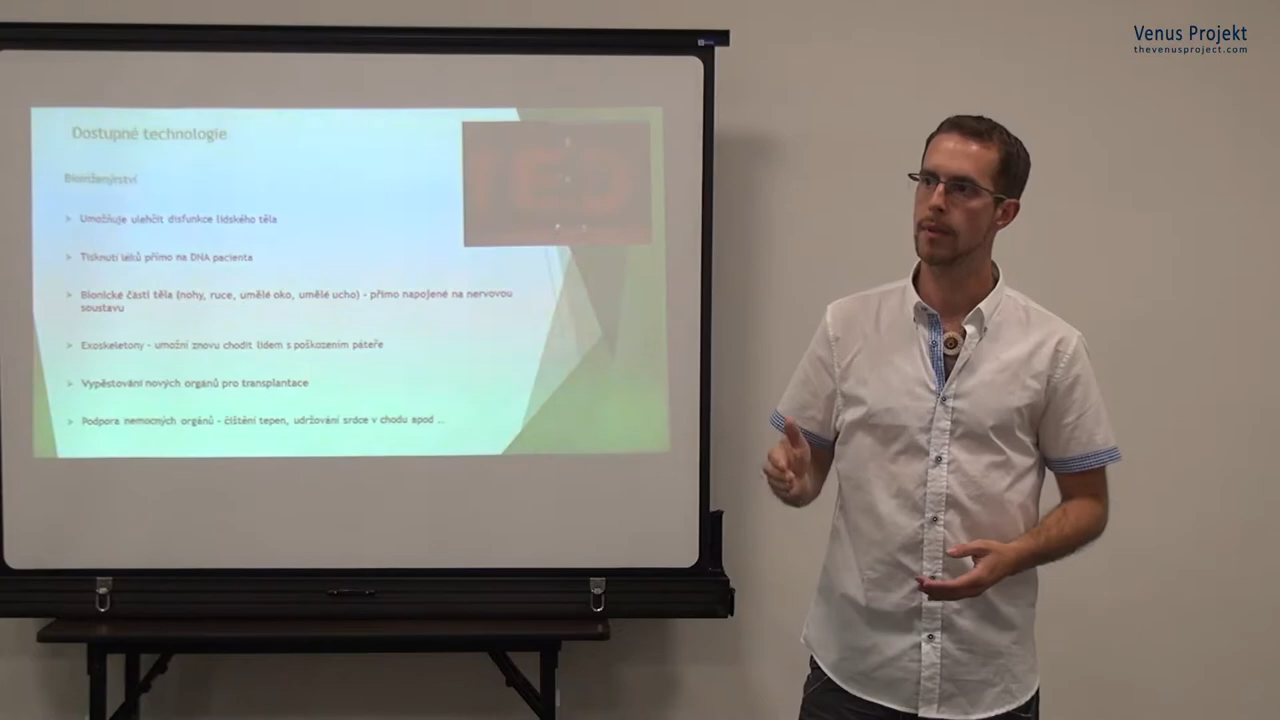 Venus Projekt
thevenusproject.com
Dostupné technologie
Bioinženýrství
➢ Umožňuje ulehčit disfunkce lidského těla
➢ Tisknutí léků přímo na DNA pacienta
➢ Bionické části těla (nohy, ruce, umělé oko, umělé ucho) - přímo napojené na nervovou
soustavu
➢ Exoskeletony - umožní znovu chodit lidem s poškozením páteře
➢ Vypěstování nových orgánů pro transplantace
➢ Podpora nemocných orgánů - čištění tepen, udržování srdce v chodu apod ..
TED